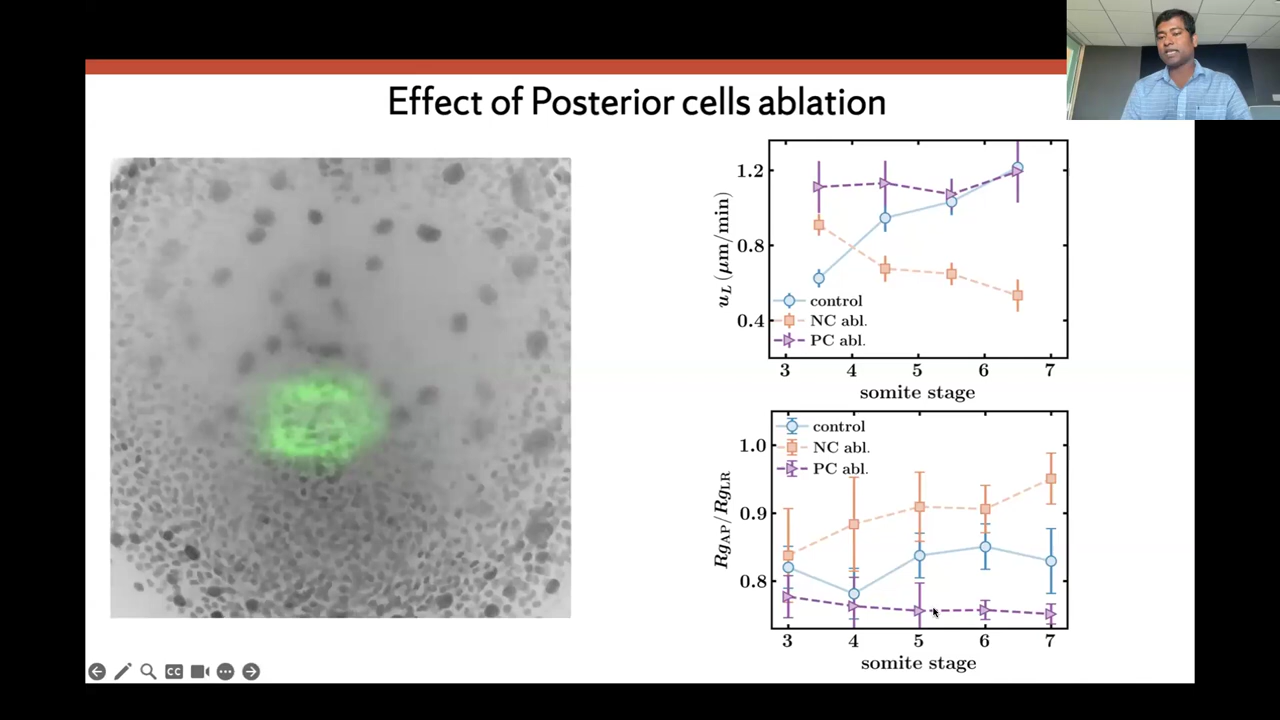 Effect of Posterior cells ablation
u_L (μm/min)
1.2
0.8
0.4
control
NC abl.
PC abl.
3 4 5 6 7
somite stage
Rg_AP/Rg_LR
1.0
0.9
0.8
control
NC abl.
PC abl.
3 4 5 6 7
somite stage
CC